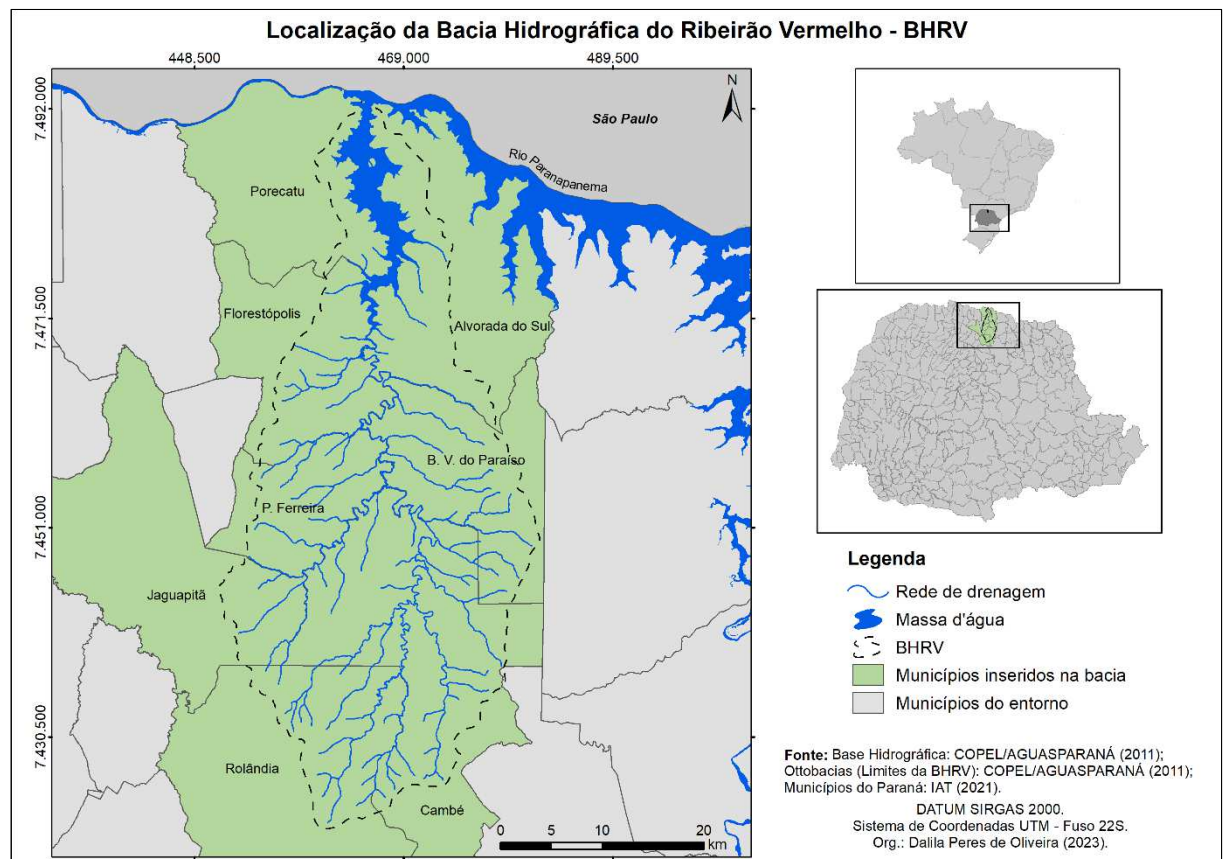 Localização da Bacia Hidrográfica do Ribeirão Vermelho - BHRV
448.500 469.000 489.500
7.492.000
N
São Paulo
Rio Paranapanema
Porecatu
7.471.500
Florestópolis
Alvorada do Sul
B. V. do Paraíso
P. Ferreira
7.451.000
Jaguapitã
7.430.500
Rolândia
Cambé
0 5 10 20
km
Legenda
Rede de drenagem
Massa d'água
BHRV
Municípios inseridos na bacia
Municípios do entorno
Fonte: Base Hidrográfica: COPEL/AGUASPARANÁ (2011);
Ottobacias (Limites da BHRV): COPEL/AGUASPARANÁ (2011);
Municípios do Paraná: IAT (2021).
DATUM SIRGAS 2000.
Sistema de Coordenadas UTM - Fuso 22S.
Org.: Dalila Peres de Oliveira (2023).